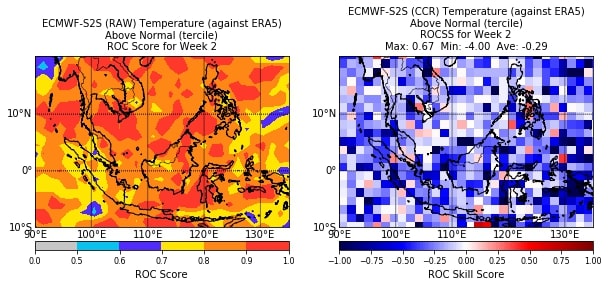 ECMWF-S2S (RAW) Temperature (against ERA5)
Above Normal (tercile)
ROC Score for Week 2
10°N
0°
10°S
90°E 100°E 110°E 120°E 130°E
0.0 0.5 0.6 0.7 0.8 0.9 1.0
ROC Score
ECMWF-S2S (CCR) Temperature (against ERA5)
Above Normal (tercile)
ROCSS for Week 2
Max: 0.67 Min: -4.00 Ave: -0.29
10°N
0°
10°S
90°E 100°E 110°E 120°E 130°E
−1.00 −0.75 −0.50 −0.25 0.00 0.25 0.50 0.75 1.00
ROC Skill Score